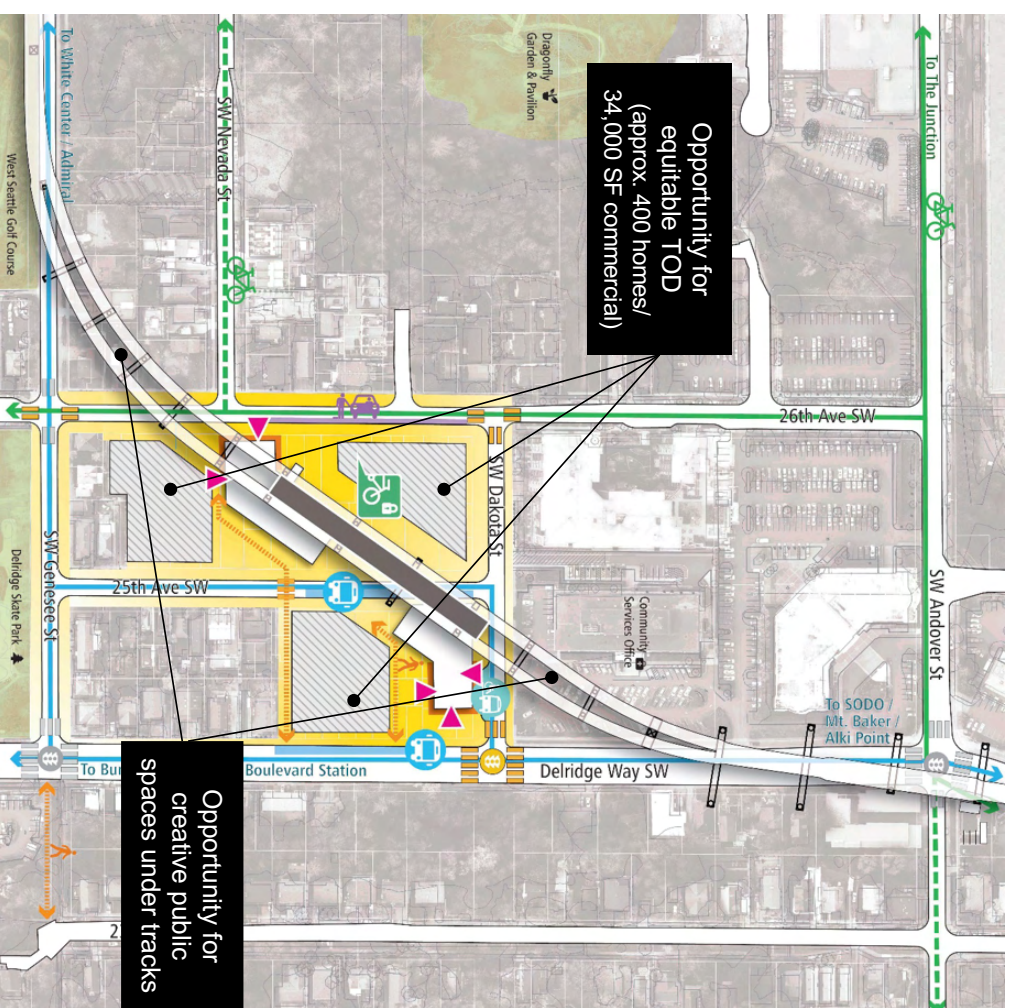 To White Center / Admiral
SW Nevada St
Dragonfly
Garden & Pavilion
Opportunity for
equitable TOD
(approx. 400 homes/
34,000 SF commercial)
To The Junction
West Seattle Golf Course
26th Ave SW
SW Dakota St
SW Genesee St
25th Ave SW
Delridge Skate Park
Community
Services Office
SW Andover St
To SODO /
Mt. Baker /
Alki Point
To Bu
Boulevard Station
Delridge Way SW
Opportunity for
creative public
spaces under tracks